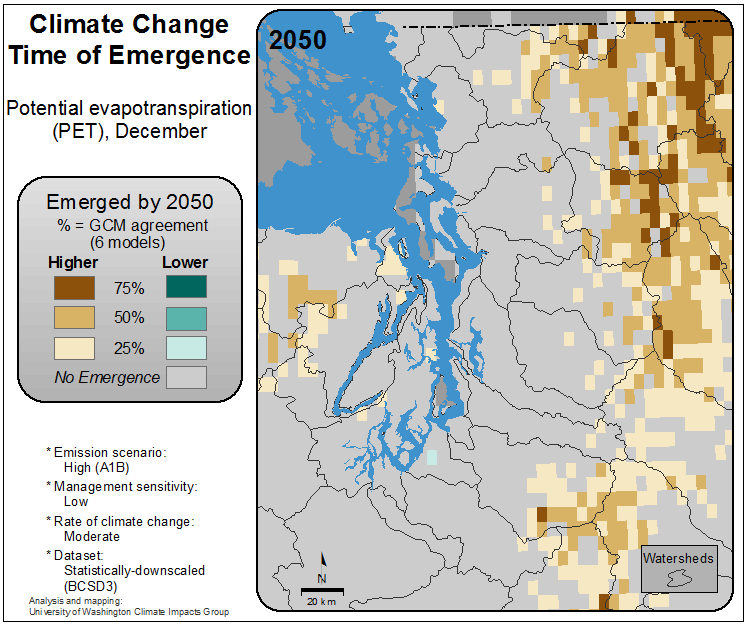 Climate Change
Time of Emergence
Potential evapotranspiration
(PET), December
Emerged by 2050
% = GCM agreement
(6 models)
Higher Lower
75%
50%
25%
No Emergence
* Emission scenario:
High (A1B)
* Management sensitivity:
Low
* Rate of climate change:
Moderate
* Dataset:
Statistically-downscaled
(BCSD3)
Analysis and mapping:
University of Washington Climate Impacts Group
2050
N
20 km
Watersheds